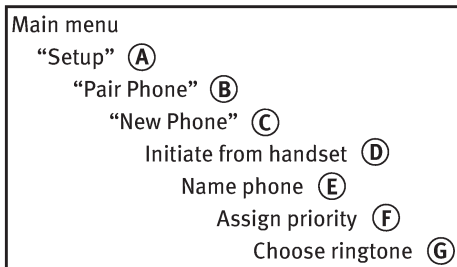 Main menu
“Setup” Ⓐ
“Pair Phone” Ⓑ
“New Phone” Ⓒ
Initiate from handset Ⓓ
Name phone Ⓔ
Assign priority Ⓕ
Choose ringtone Ⓖ